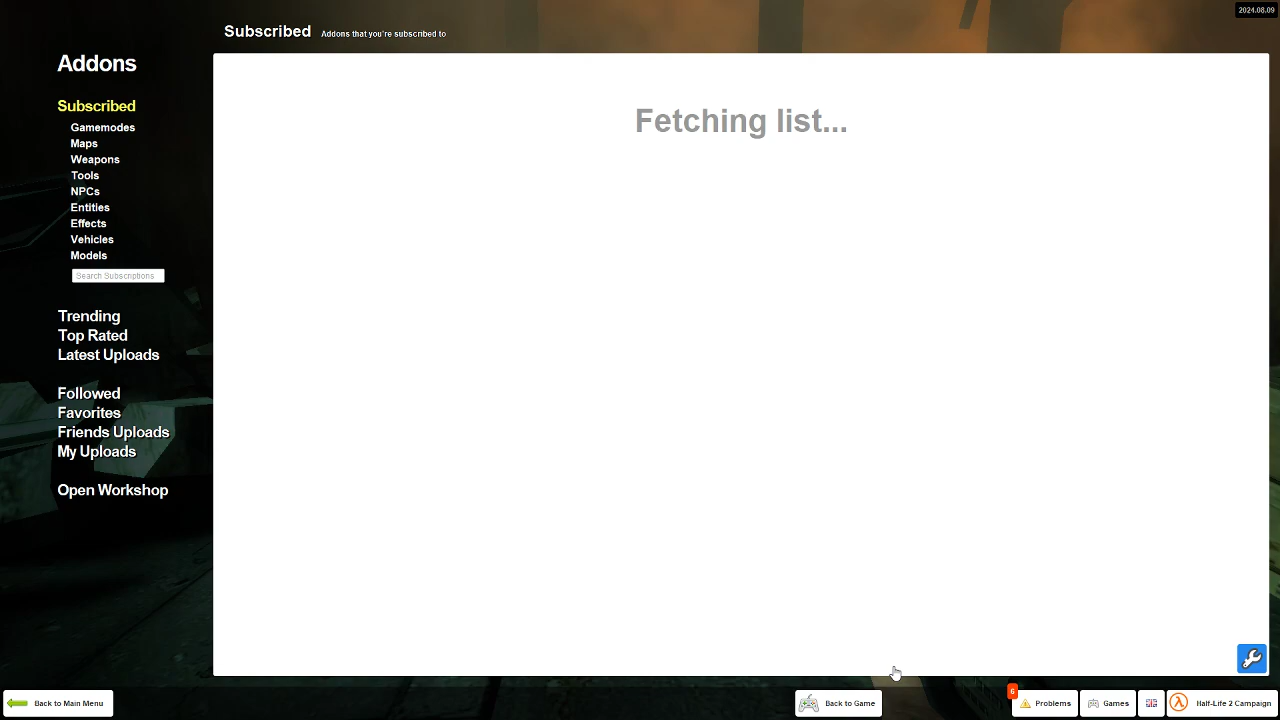 2024.08.09
Subscribed Addons that you're subscribed to
Addons
Fetching list...
Subscribed
Gamemodes
Maps
Weapons
Tools
NPCs
Entities
Effects
Vehicles
Models
Search Subscriptions
Trending
Top Rated
Latest Uploads
Followed
Favorites
Friends Uploads
My Uploads
Open Workshop
Back to Main Menu
Back to Game
6
Problems
Games
Half-Life 2 Campaign